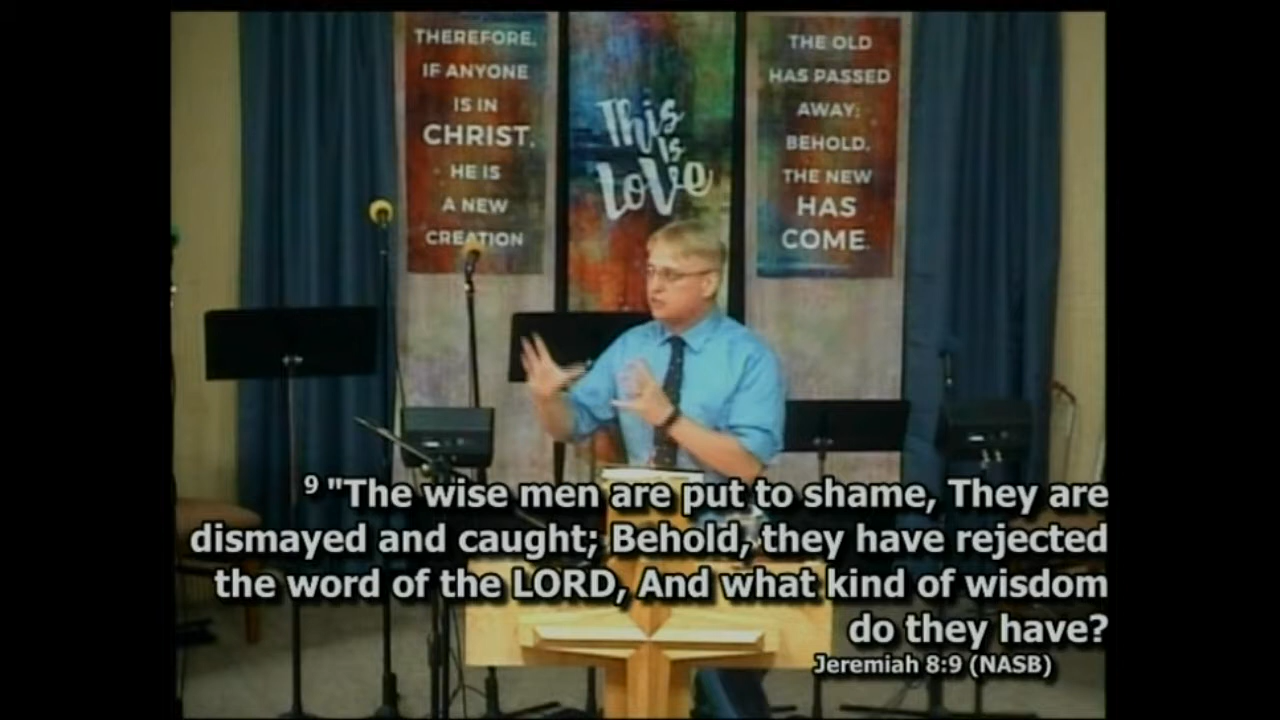 THEREFORE,
IF ANYONE
IS IN
CHRIST,
HE IS
A NEW
CREATION
This
is
Love
THE OLD
HAS PASSED
AWAY;
BEHOLD,
THE NEW
HAS
COME.
9 "The wise men are put to shame, They are
dismayed and caught; Behold, they have rejected
the word of the LORD, And what kind of wisdom
do they have?
Jeremiah 8:9 (NASB)